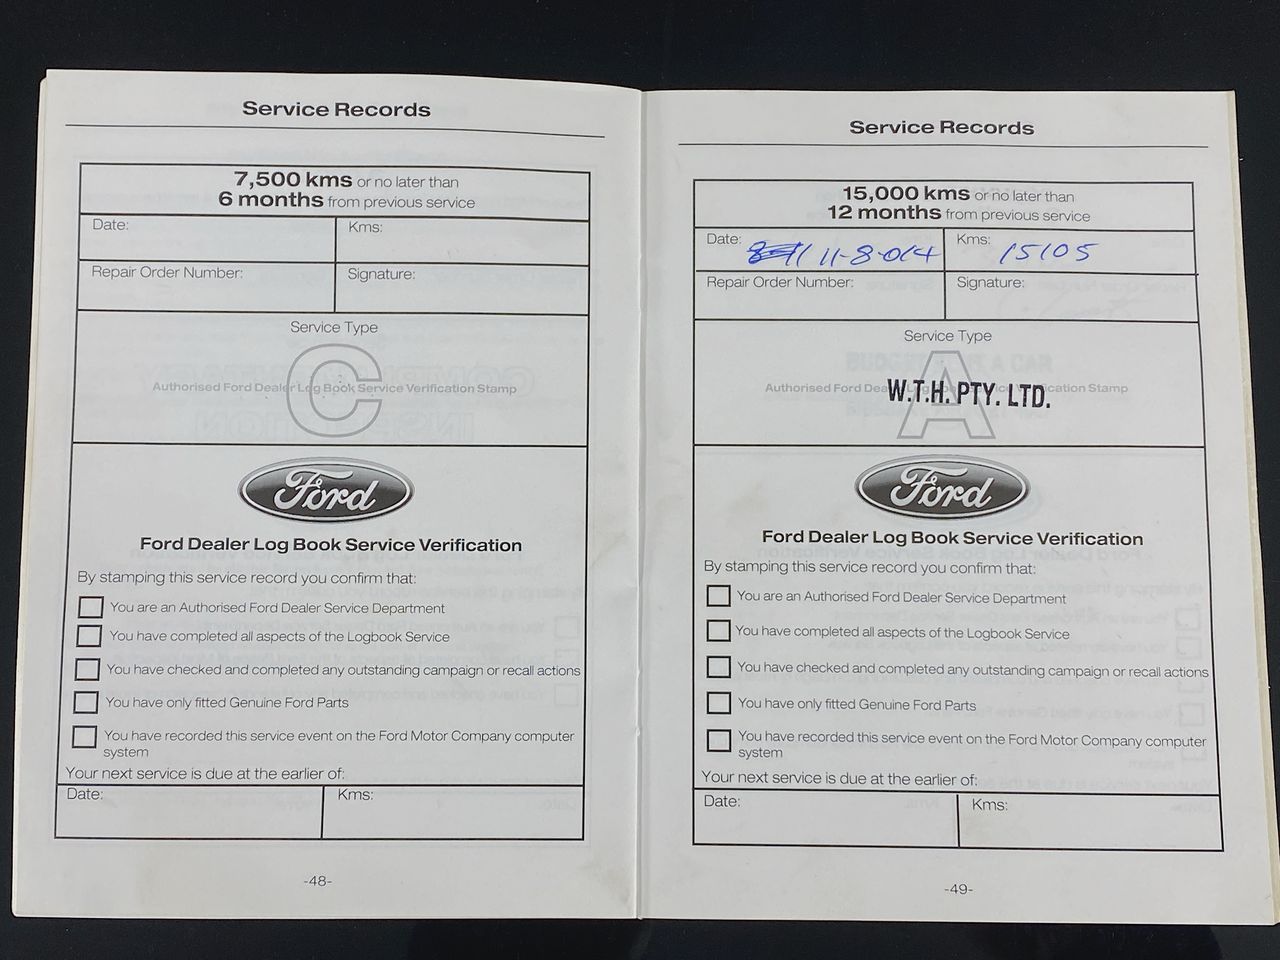 Service Records
7,500 kms or no later than
6 months from previous service
Date:
Kms:
Repair Order Number:
Signature:
Service Type
C
Authorised Ford Dealer Log Book Service Verification Stamp
Ford
Ford Dealer Log Book Service Verification
By stamping this service record you confirm that:
You are an Authorised Ford Dealer Service Department
You have completed all aspects of the Logbook Service
You have checked and completed any outstanding campaign or recall actions
You have only fitted Genuine Ford Parts
You have recorded this service event on the Ford Motor Company computer
system
Your next service is due at the earlier of:
Date:
Kms:
-48-
Service Records
15,000 kms or no later than
12 months from previous service
Date: 11-8-014
Kms: 15105
Repair Order Number:
Signature:
Service Type
A
Authorised Ford Dealer Log Book Service Verification Stamp
W.T.H. PTY. LTD.
Ford
Ford Dealer Log Book Service Verification
By stamping this service record you confirm that:
You are an Authorised Ford Dealer Service Department
You have completed all aspects of the Logbook Service
You have checked and completed any outstanding campaign or recall actions
You have only fitted Genuine Ford Parts
You have recorded this service event on the Ford Motor Company computer
system
Your next service is due at the earlier of:
Date:
Kms:
-49-